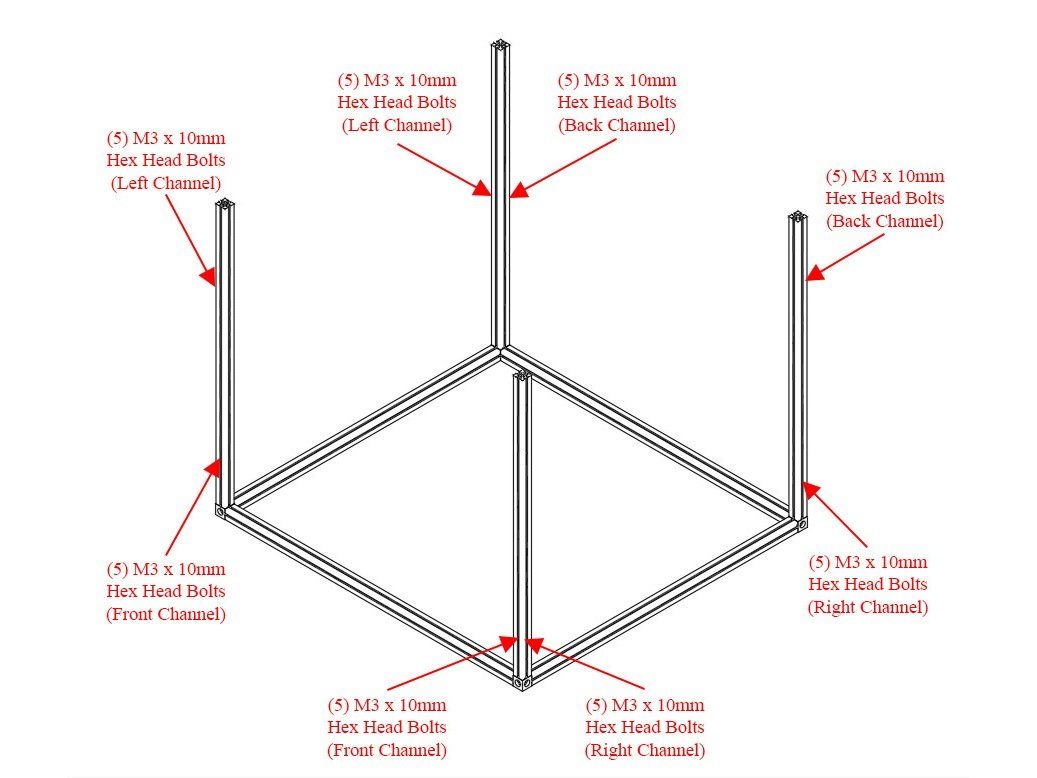 (5) M3 x 10mm
Hex Head Bolts
(Left Channel)
(5) M3 x 10mm
Hex Head Bolts
(Back Channel)
(5) M3 x 10mm
Hex Head Bolts
(Left Channel)
(5) M3 x 10mm
Hex Head Bolts
(Back Channel)
(5) M3 x 10mm
Hex Head Bolts
(Front Channel)
(5) M3 x 10mm
Hex Head Bolts
(Right Channel)
(5) M3 x 10mm
Hex Head Bolts
(Front Channel)
(5) M3 x 10mm
Hex Head Bolts
(Right Channel)